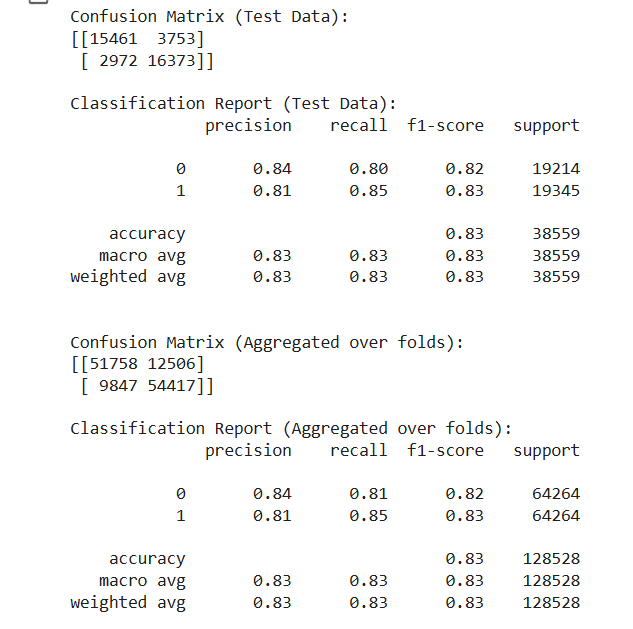 Confusion Matrix (Test Data):
[[15461  3753]
 [ 2972 16373]]
Classification Report (Test Data):
precision recall f1-score support
0 0.84 0.80 0.82 19214
1 0.81 0.85 0.83 19345
accuracy 0.83 38559
macro avg 0.83 0.83 0.83 38559
weighted avg 0.83 0.83 0.83 38559
Confusion Matrix (Aggregated over folds):
[[51758 12506]
 [ 9847 54417]]
Classification Report (Aggregated over folds):
precision recall f1-score support
0 0.84 0.81 0.82 64264
1 0.81 0.85 0.83 64264
accuracy 0.83 128528
macro avg 0.83 0.83 0.83 128528
weighted avg 0.83 0.83 0.83 128528